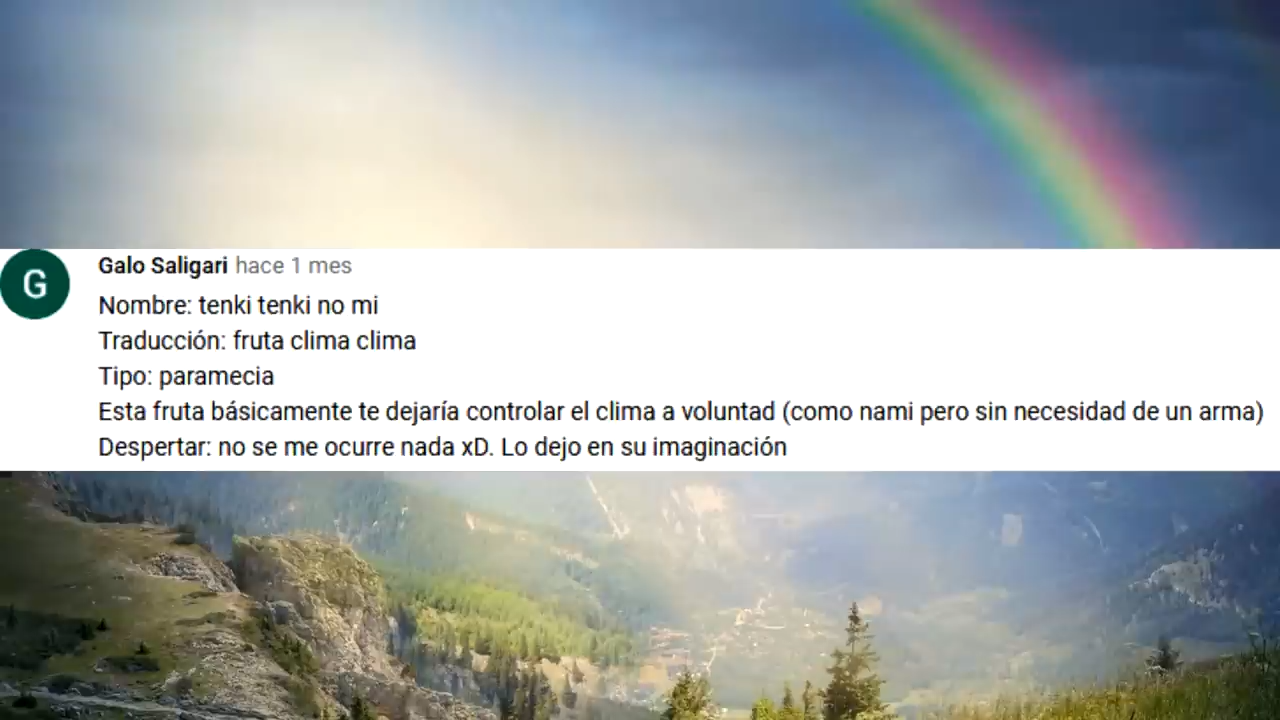 G
Galo Saligari hace 1 mes
Nombre: tenki tenki no mi
Traducción: fruta clima clima
Tipo: paramecia
Esta fruta básicamente te dejaría controlar el clima a voluntad (como nami pero sin necesidad de un arma)
Despertar: no se me ocurre nada xD. Lo dejo en su imaginación